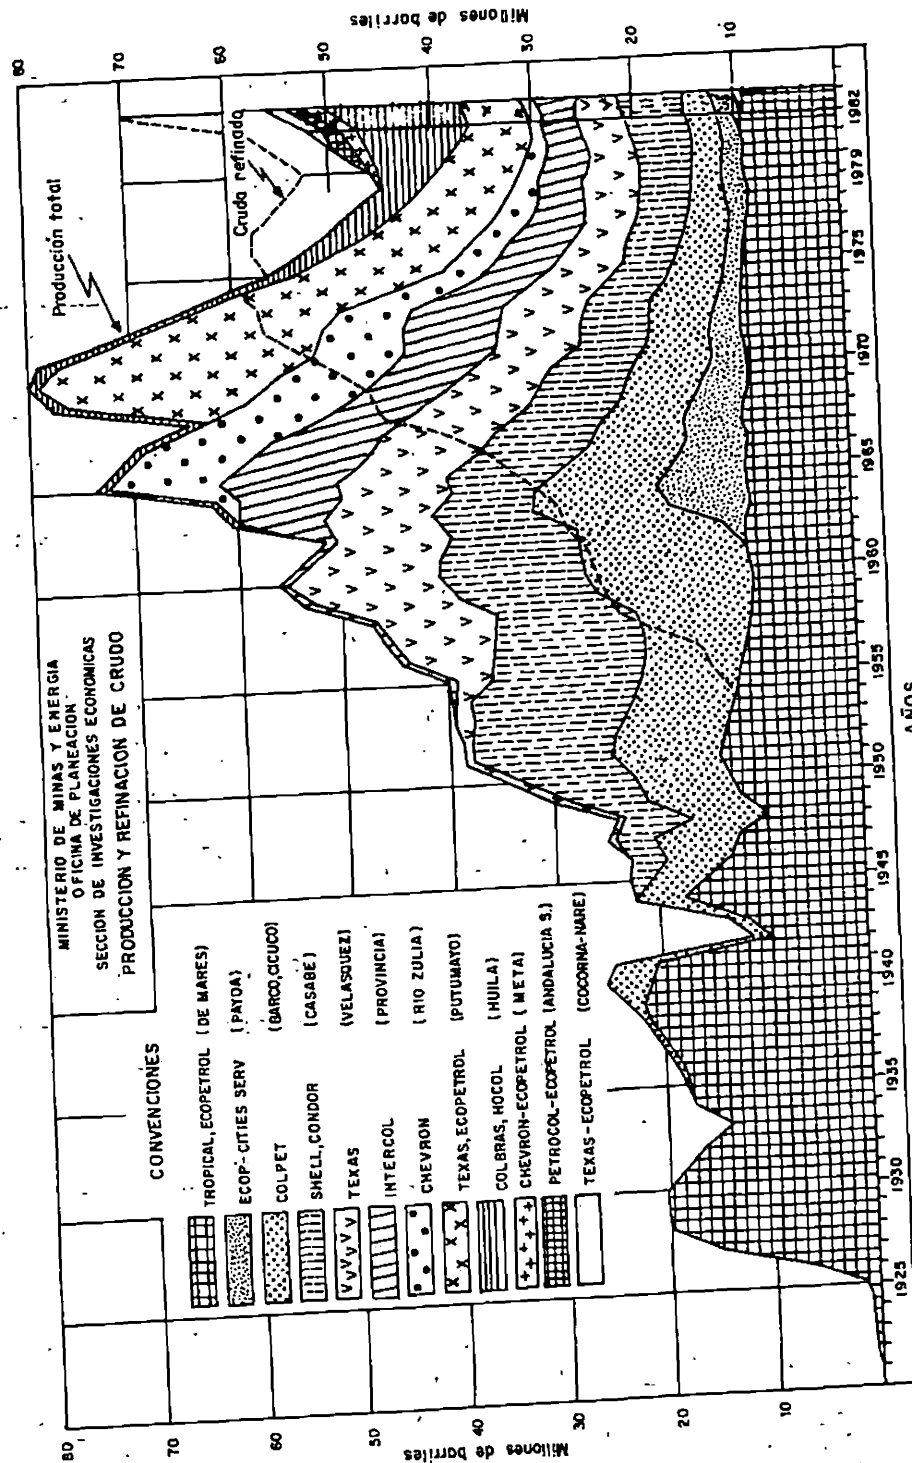 MINISTERIO DE MINAS Y ENERGIA
OFICINA DE PLANEACION
SECCION DE INVESTIGACIONES ECONOMICAS
PRODUCCION Y REFINACION DE CRUDO
CONVENCIONES
TROPICAL, ECOPETROL (DE MARES)
ECOP-CITIES SERV (PAYOA)
COLPET (BARCO, CICUCO)
SHELL, CONDOR (CASABE)
TEXAS (VELASQUEZ)
INTERCOL (PROVINCIA)
CHEVRON (RIO ZULIA)
TEXAS, ECOPETROL (PUTUMAYO)
COLBRAS, HOCOL (HUILA)
CHEVRON-ECOPETROL (META)
PETROCOL-ECOPETROL (ANDALUCIA S.)
TEXAS-ECOPETROL (COCORNA-NARE)
Producción total
Crudo refinado
Millones de barriles
80
70
60
50
40
30
20
10
Millones de barriles
80
70
60
50
40
30
20
10
1925
1930
1935
1940
1945
1950
1955
1960
1965
1970
1975
1979
1982
AÑOS